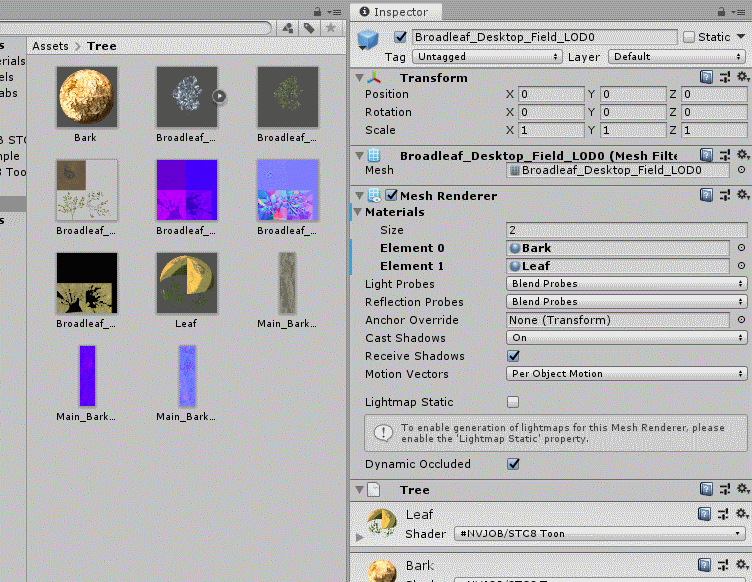 s
erials
els
abs
B STC
mple
8 Toon
s
Assets > Tree
Bark
Broadleaf_...
Broadleaf_...
Broadleaf_...
Broadleaf_...
Broadleaf_...
Broadleaf_...
Leaf
Main_Bark...
Main_Bark...
Main_Bark...
Inspector
Broadleaf_Desktop_Field_LOD0
Static
Tag Untagged Layer Default
Transform
Position X 0 Y 0 Z 0
Rotation X 0 Y 0 Z 0
Scale X 1 Y 1 Z 1
Broadleaf_Desktop_Field_LOD0 (Mesh Filte
Mesh Broadleaf_Desktop_Field_LOD0
Mesh Renderer
Materials
Size 2
Element 0 Bark
Element 1 Leaf
Light Probes Blend Probes
Reflection Probes Blend Probes
Anchor Override None (Transform)
Cast Shadows On
Receive Shadows
Motion Vectors Per Object Motion
Lightmap Static
To enable generation of lightmaps for this Mesh Renderer, please
enable the 'Lightmap Static' property.
Dynamic Occluded
Tree
Leaf
Shader #NVJOB/STC8 Toon
Bark